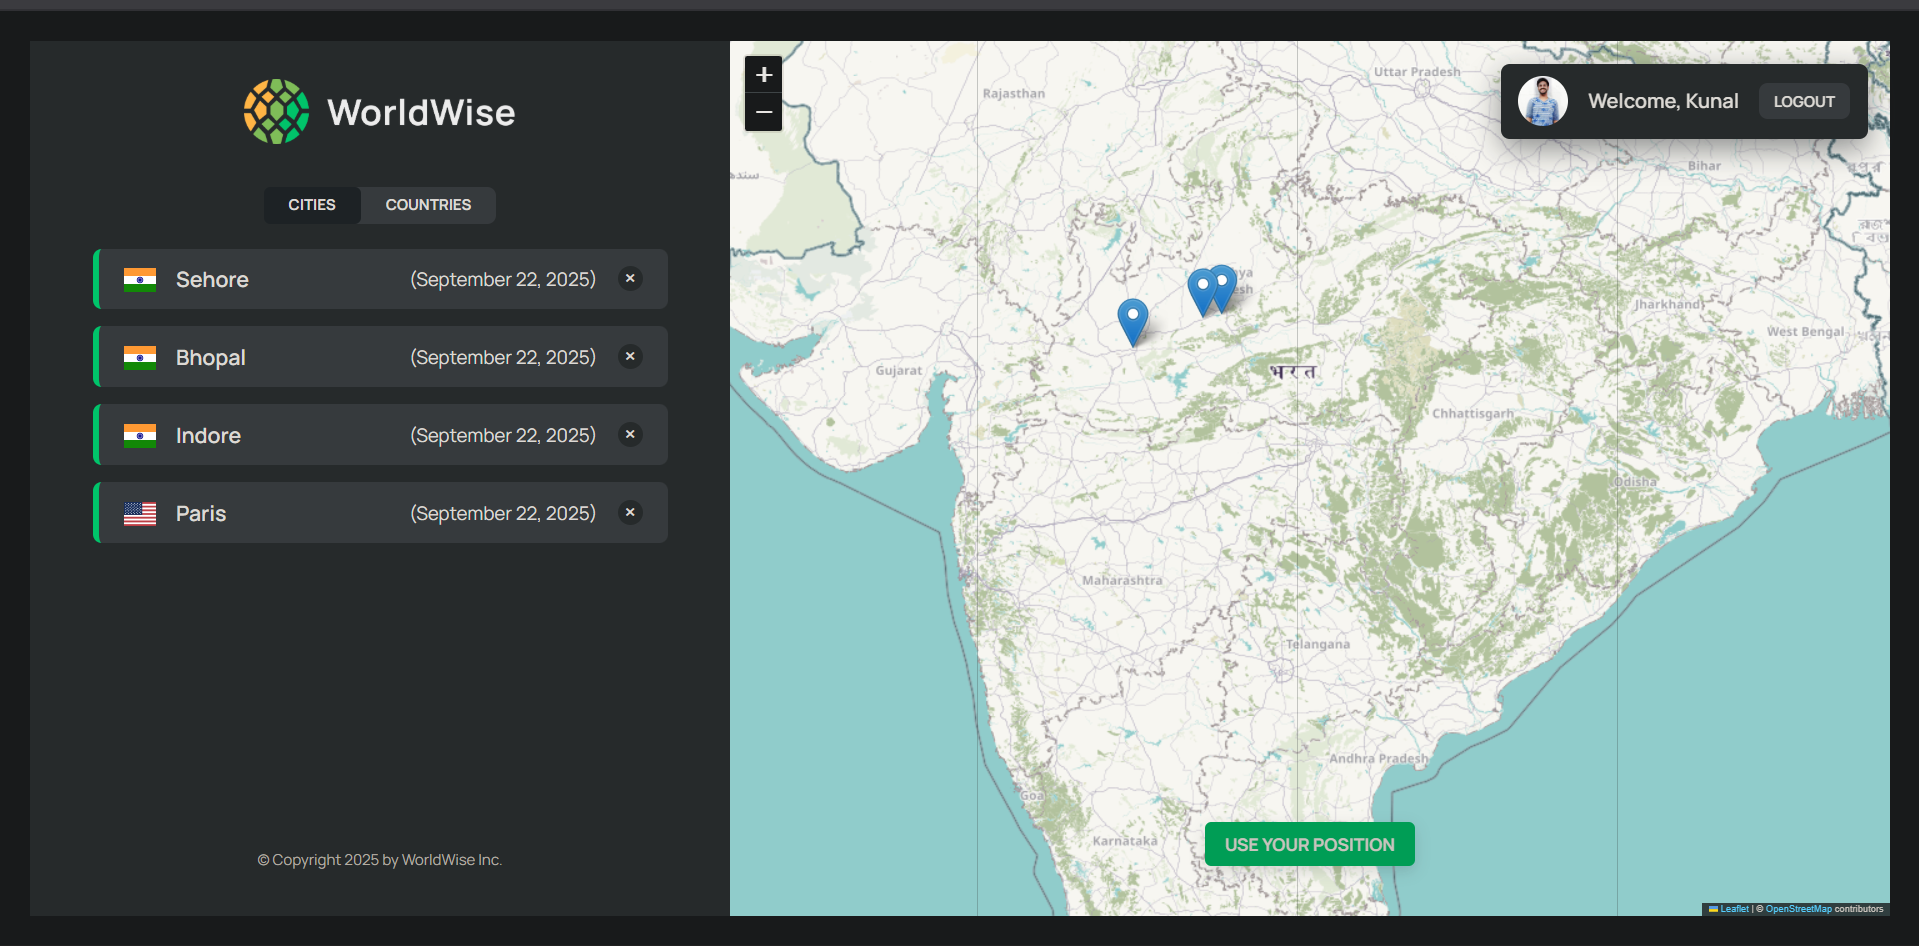 WorldWise
CITIES COUNTRIES
Sehore (September 22, 2025) ×
Bhopal (September 22, 2025) ×
Indore (September 22, 2025) ×
Paris (September 22, 2025) ×
© Copyright 2025 by WorldWise Inc.
+
−
Welcome, Kunal LOGOUT
Uttar Pradesh
Rajasthan
Bihar
سنڌ
Jharkhand
West Bengal
Gujarat
भारत
Chhattisgarh
Odisha
Maharashtra
Telangana
Andhra Pradesh
Goa
Karnataka
USE YOUR POSITION
Leaflet | © OpenStreetMap contributors